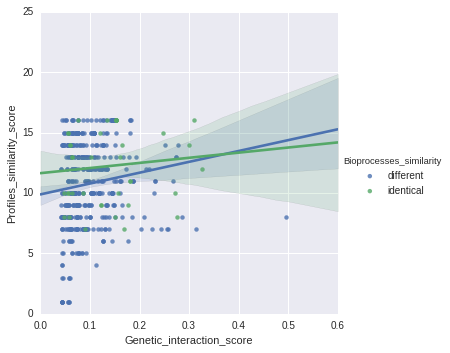 25
20
15
10
5
0
0.0 0.1 0.2 0.3 0.4 0.5 0.6
Profiles_similarity_score
Genetic_interaction_score
Bioprocesses_similarity
different
identical